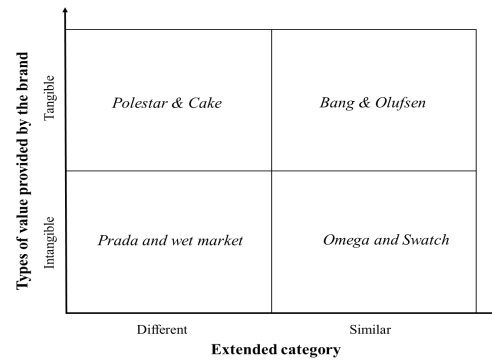 Types of value provided by the brand
Tangible
Intangible
Polestar & Cake
Bang & Olufsen
Prada and wet market
Omega and Swatch
Different
Similar
Extended category